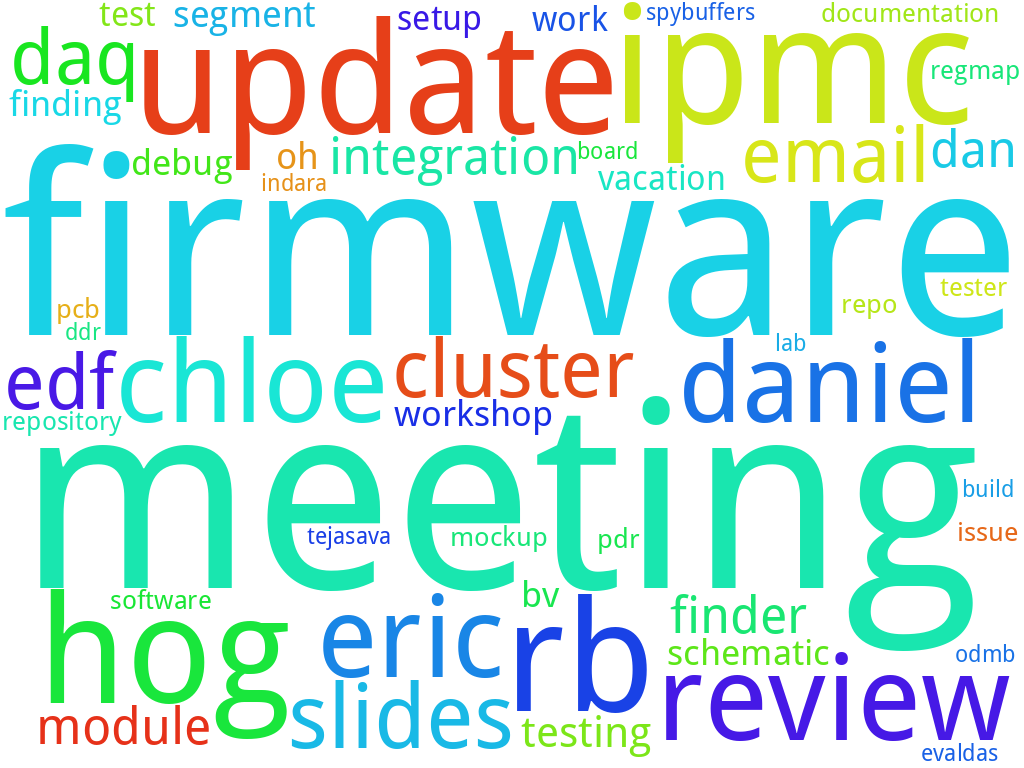 test segment setup work spybuffers documentation
daq update ipmc
finding regmap
debug oh integration board email dan
indara vacation
firmware
pcb repo tester
ddr
edf chloe cluster lab daniel
repository workshop
meeting
build
tejasava mockup pdr issue
software bv
hog eric rb finder
schematic odmb
module slides testing review
evaldas